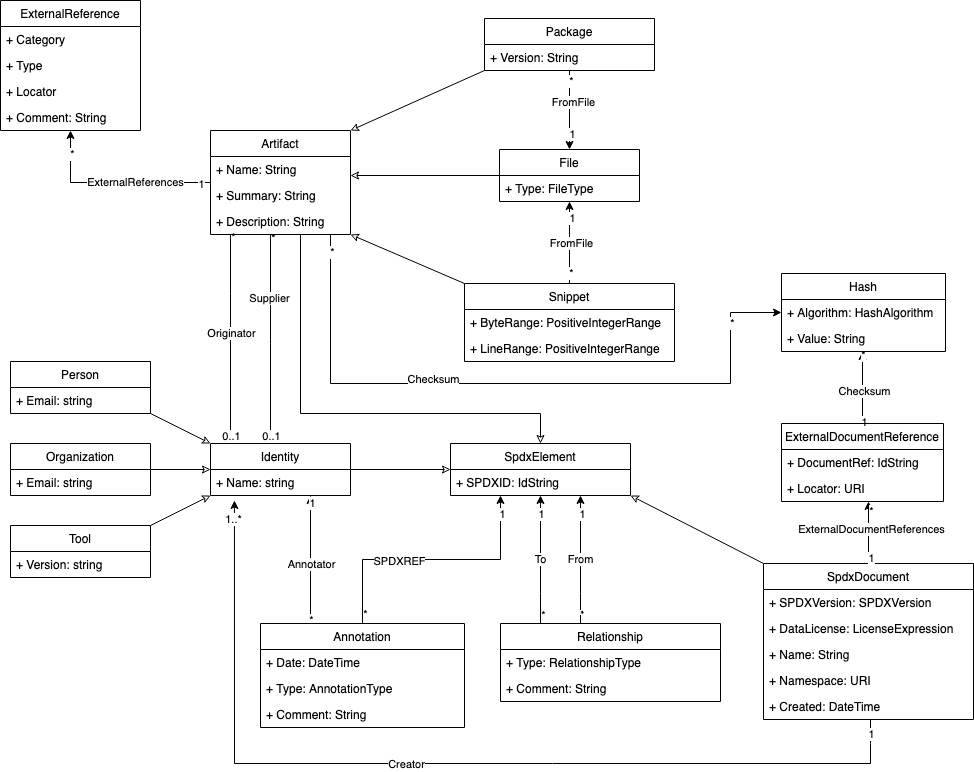 ExternalReference
+ Category
+ Type
+ Locator
+ Comment: String
*
ExternalReferences
1
Package
+ Version: String
*
FromFile
1
Artifact
+ Name: String
+ Summary: String
+ Description: String
File
+ Type: FileType
1
FromFile
*
Snippet
+ ByteRange: PositiveIntegerRange
+ LineRange: PositiveIntegerRange
*
*
*
Supplier
Originator
0..1
0..1
Checksum
*
Hash
+ Algorithm: HashAlgorithm
+ Value: String
*
Checksum
1
Person
+ Email: string
Organization
+ Email: string
Tool
+ Version: string
Identity
+ Name: string
SpdxElement
+ SPDXID: IdString
ExternalDocumentReference
+ DocumentRef: IdString
+ Locator: URI
*
ExternalDocumentReferences
1
1..*
1
Annotator
*
1
SPDXREF
*
1
To
*
1
From
*
Annotation
+ Date: DateTime
+ Type: AnnotationType
+ Comment: String
Relationship
+ Type: RelationshipType
+ Comment: String
SpdxDocument
+ SPDXVersion: SPDXVersion
+ DataLicense: LicenseExpression
+ Name: String
+ Namespace: URI
+ Created: DateTime
1
Creator